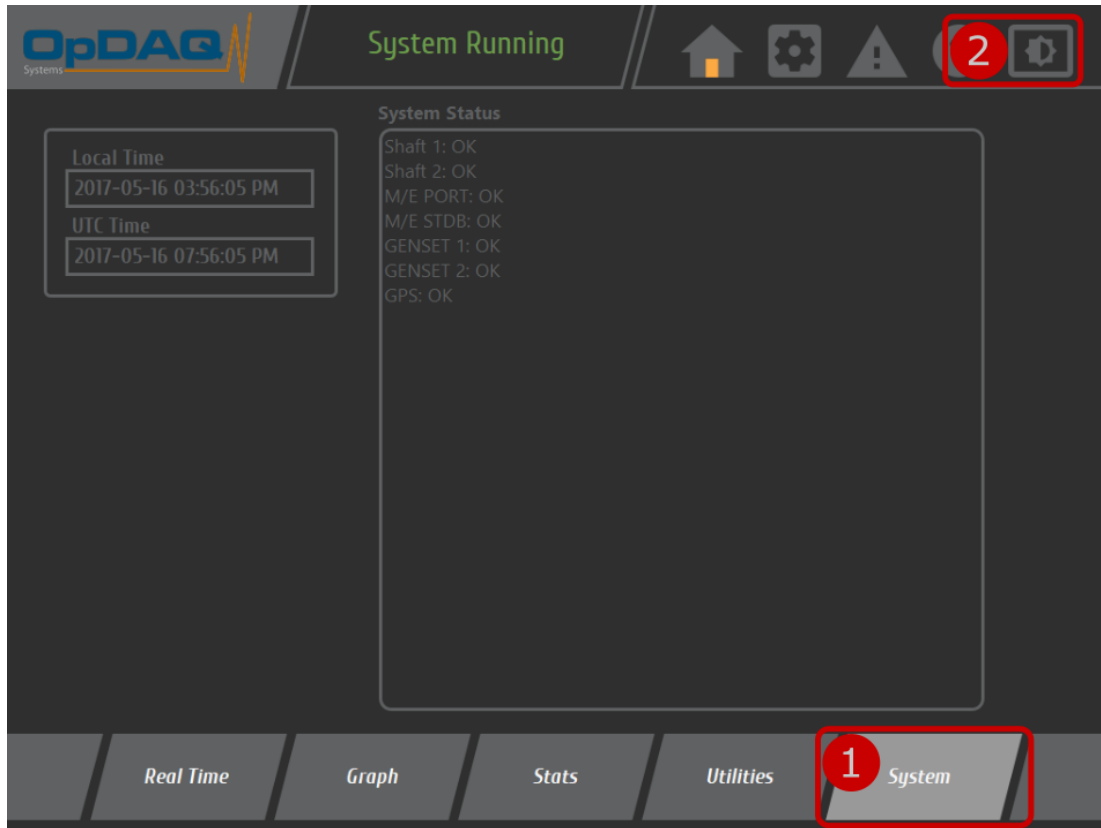 OpDAQ
Systems
System Running
2
System Status
Local Time
2017-05-16 03:56:05 PM
UTC Time
2017-05-16 07:56:05 PM
Shaft 1: OK
Shaft 2: OK
M/E PORT: OK
M/E STDB: OK
GENSET 1: OK
GENSET 2: OK
GPS: OK
Real Time
Graph
Stats
Utilities
1
System